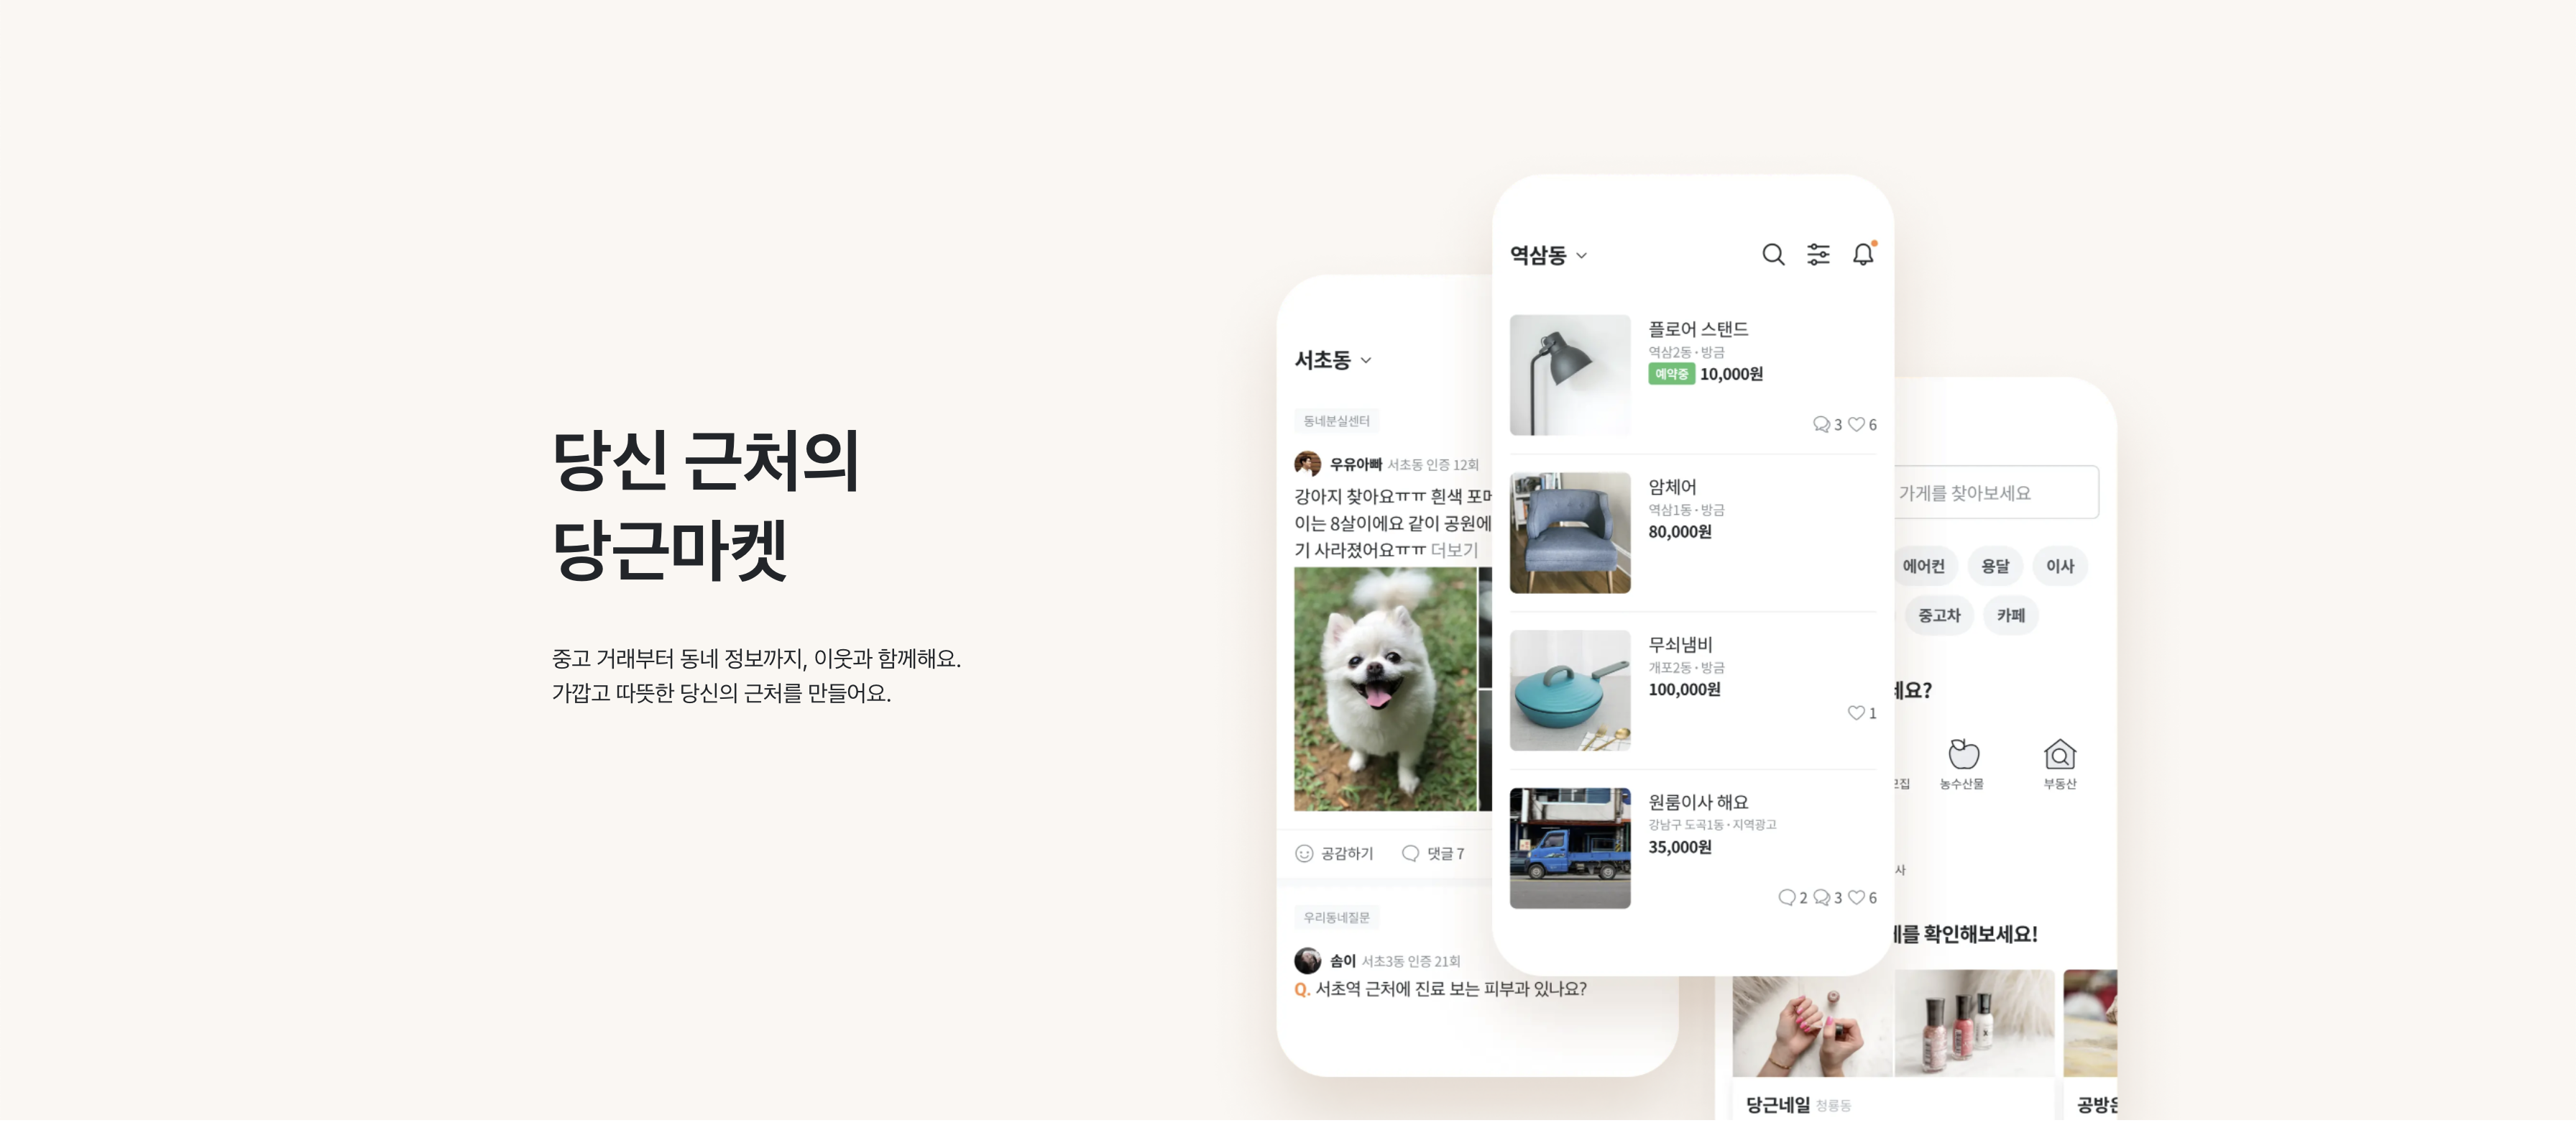 당신 근처의
당근마켓
중고 거래부터 동네 정보까지, 이웃과 함께해요.
가깝고 따뜻한 당신의 근처를 만들어요.
서초동
동네분실센터
우유아빠 서초동 인증 12회
강아지 찾아요ㅠㅠ 흰색
이는 8살이에요 같이 공원에
기 사라졌어요ㅠㅠ 더보기
공감하기 댓글 7
우리동네질문
솜이 서초3동 인증 21회
Q. 서초역 근처에 진료 보는 피부과 있나요?
역삼동
플로어 스탠드
역삼2동 · 방금
예약중 10,000원
3 6
암체어
역삼1동 · 방금
80,000원
무쇠냄비
개포2동 · 방금
100,000원
1
원룸이사 해요
강남구 도곡1동 · 지역광고
35,000원
2 3 6
가게를 찾아보세요
에어컨 용달 이사
중고차 카페
요?
농수산물 부동산
사
를 확인해보세요!
당근네일 청룡동
공방